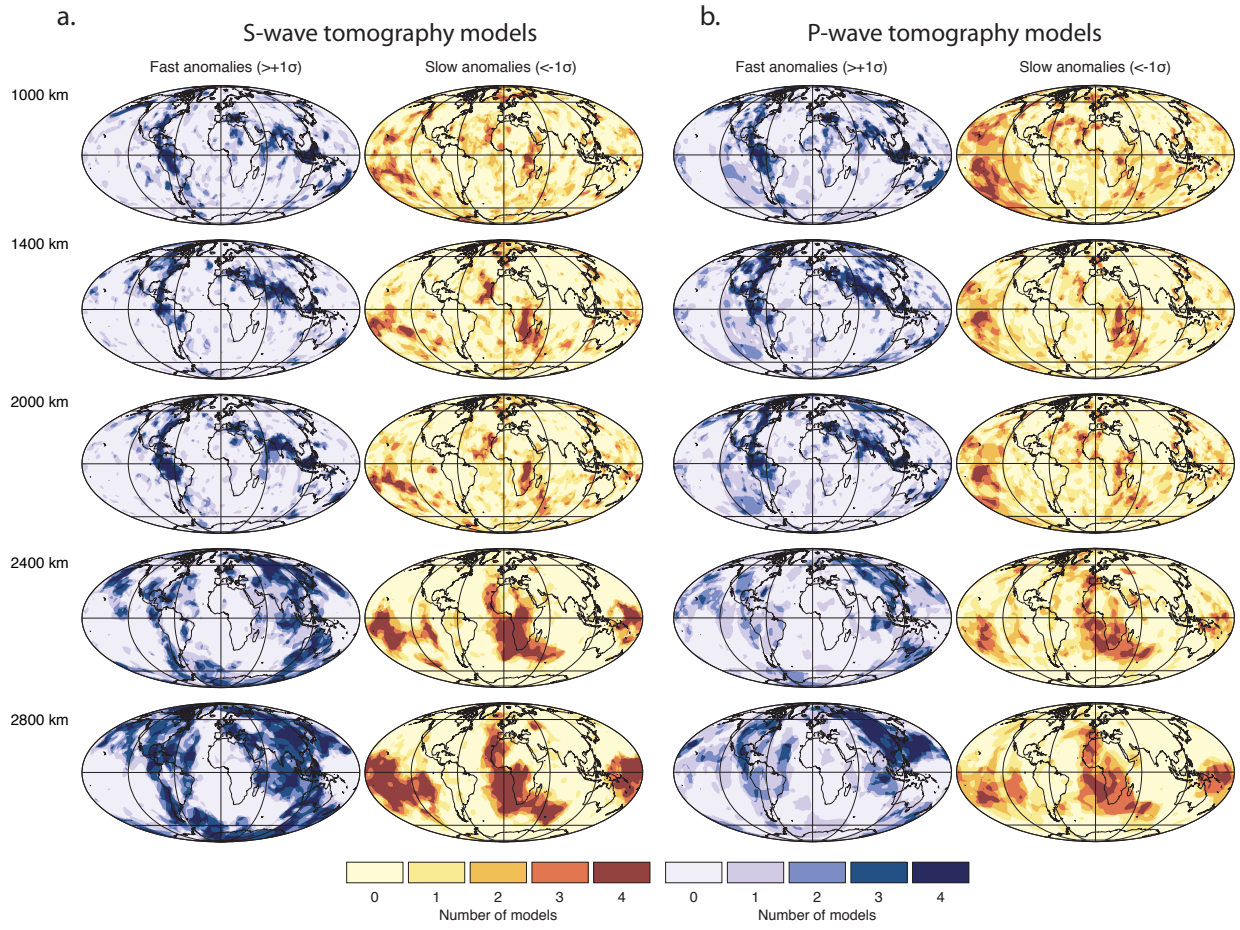 a.
S-wave tomography models
b.
P-wave tomography models
Fast anomalies (>+1σ)
Slow anomalies (<-1σ)
Fast anomalies (>+1σ)
Slow anomalies (<-1σ)
1000 km
1400 km
2000 km
2400 km
2800 km
0 1 2 3 4
Number of models
0 1 2 3 4
Number of models